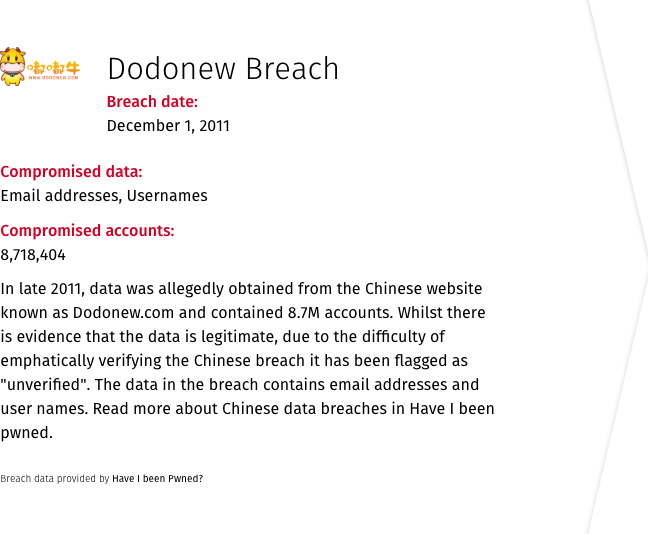 嘟嘟牛
WWW.DODONEW.COM
Dodonew Breach
Breach date:
December 1, 2011
Compromised data:
Email addresses, Usernames
Compromised accounts:
8,718,404
In late 2011, data was allegedly obtained from the Chinese website
known as Dodonew.com and contained 8.7M accounts. Whilst there
is evidence that the data is legitimate, due to the difficulty of
emphatically verifying the Chinese breach it has been flagged as
"unverified". The data in the breach contains email addresses and
user names. Read more about Chinese data breaches in Have I been
pwned.
Breach data provided by Have I been Pwned?